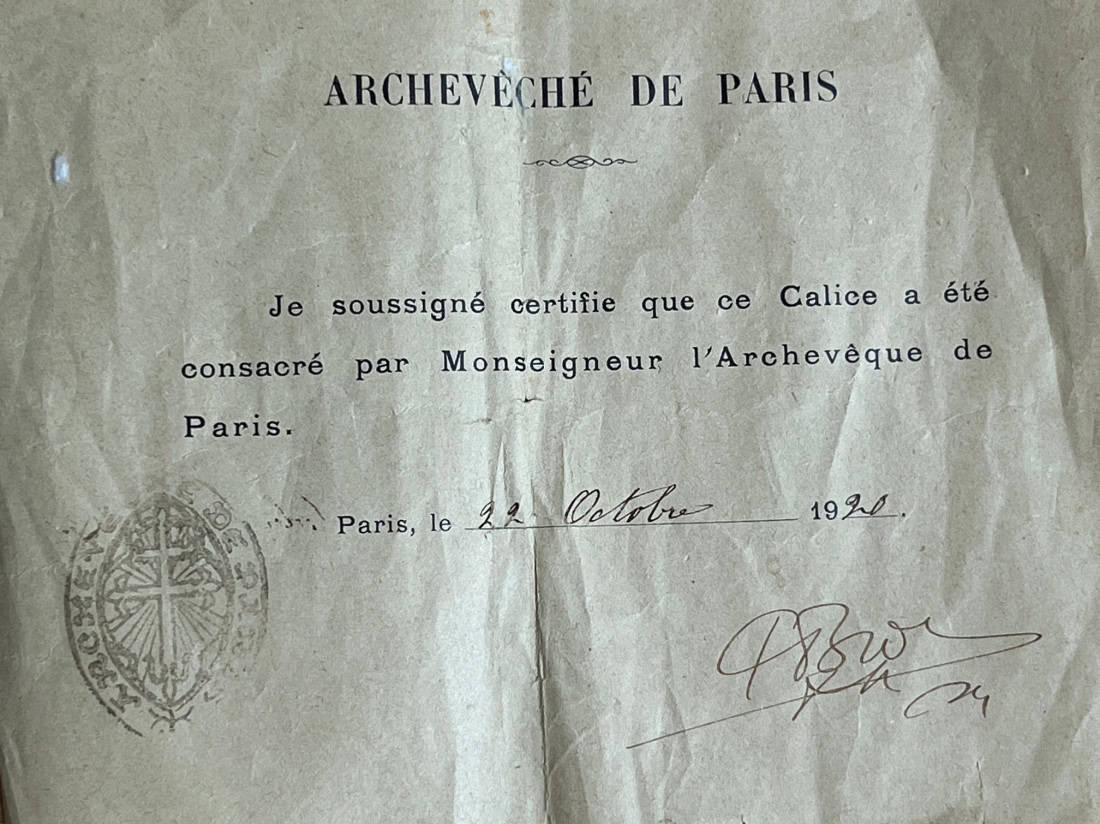 ARCHEVÈCHÉ DE PARIS
Je soussigné certifie que ce Calice a été
consacré par Monseigneur l'Archevêque de
Paris.
Paris, le 22 Octobre 1920.